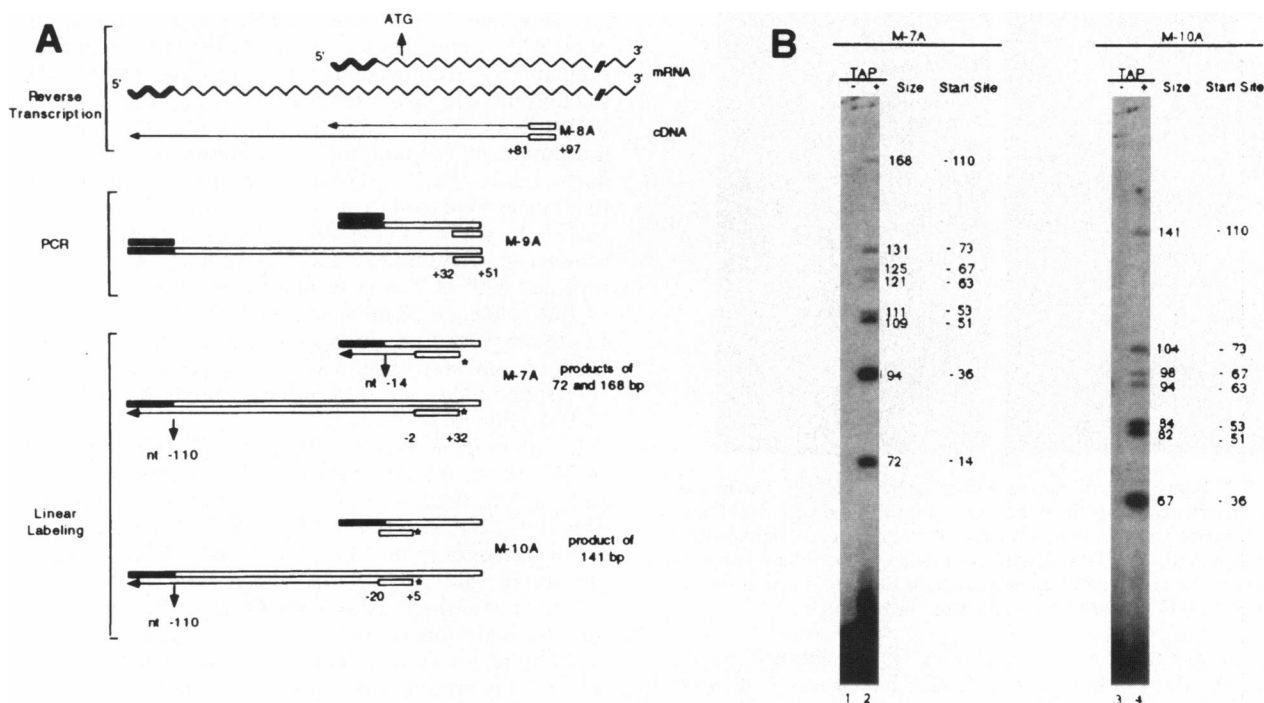 A
ATG
5'
3'
mRNA
5'
3'
Reverse
Transcription
M-8A
cDNA
+81
+97
PCR
M-9A
+32
+51
M-7A
products of
72 and 168 bp
*
nt -14
*
-2
+32
nt -110
Linear
Labeling
*
M-10A
product of
141 bp
*
-20
+5
nt -110
B
M-7A
TAP
- + Size Start Site
168 - 110
131 - 73
125 - 67
121 - 63
111 - 53
109 - 51
94 - 36
72 - 14
1 2
M-10A
TAP
- + Size Start Site
141 - 110
104 - 73
98 - 67
94 - 63
84 - 53
82 - 51
67 - 36
3 4